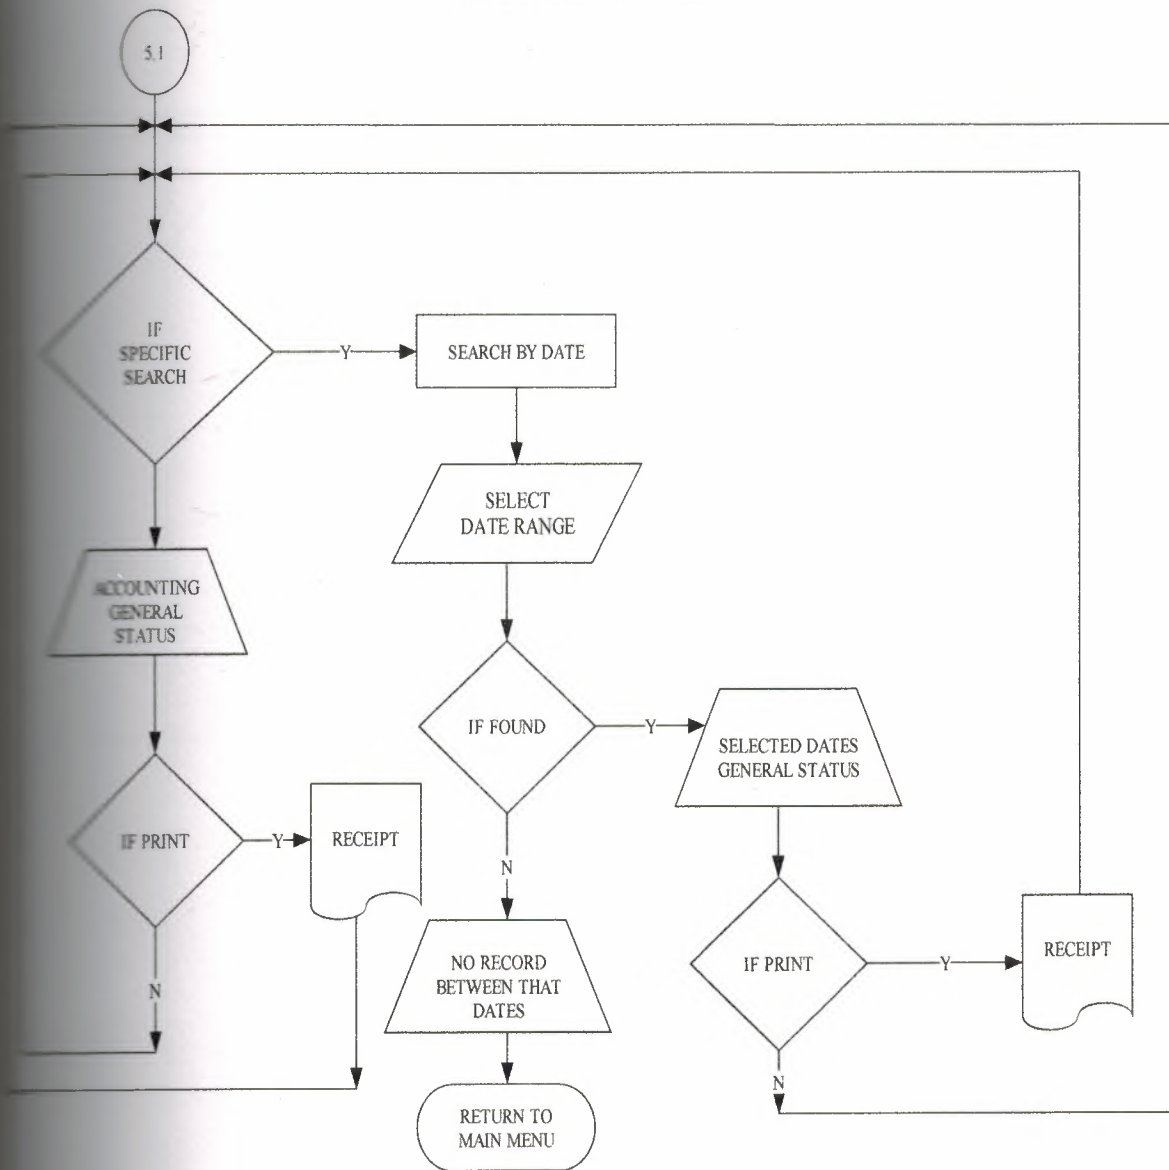 5.1
IF
SPECIFIC
SEARCH
Y
SEARCH BY DATE
SELECT
DATE RANGE
ACCOUNTING
GENERAL
STATUS
IF FOUND
Y
SELECTED DATES
GENERAL STATUS
IF PRINT
Y
RECEIPT
N
NO RECORD
BETWEEN THAT
DATES
IF PRINT
Y
RECEIPT
N
N
RETURN TO
MAIN MENU